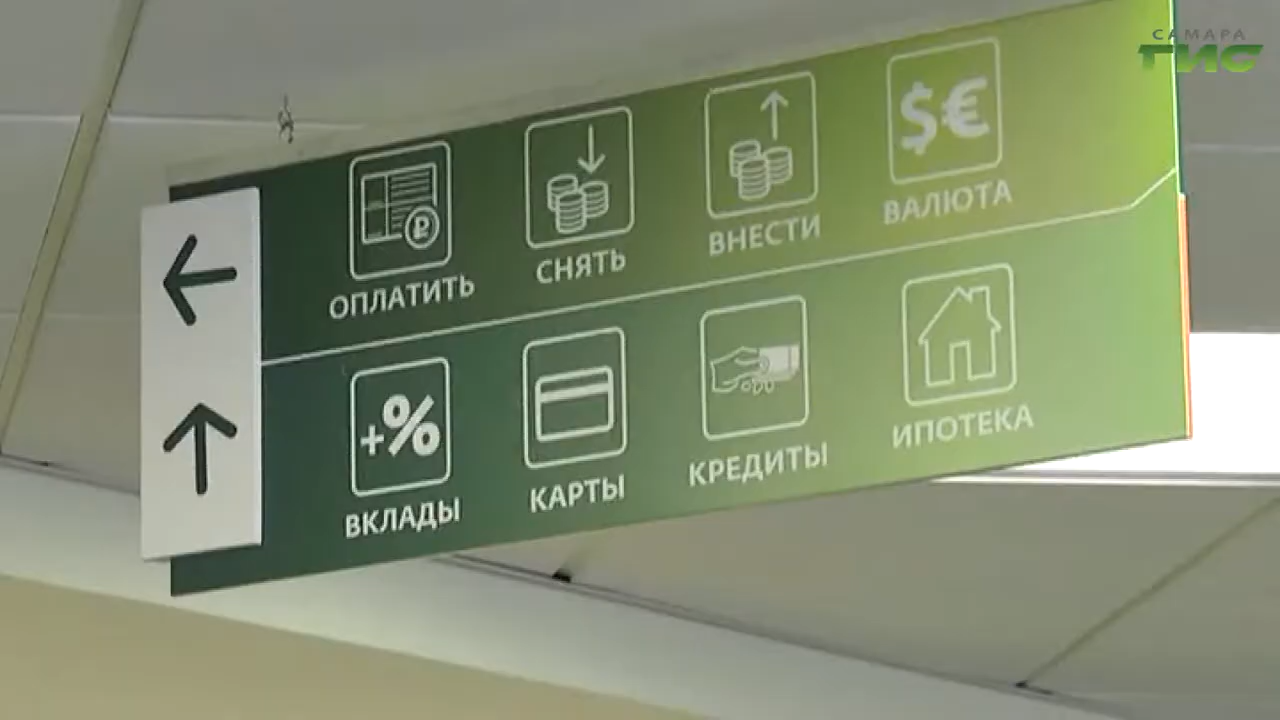 САМАРА
ГИС
ОПЛАТИТЬ
СНЯТЬ
ВНЕСТИ
$€
ВАЛЮТА
+%
ВКЛАДЫ
КАРТЫ
КРЕДИТЫ
ИПОТЕКА